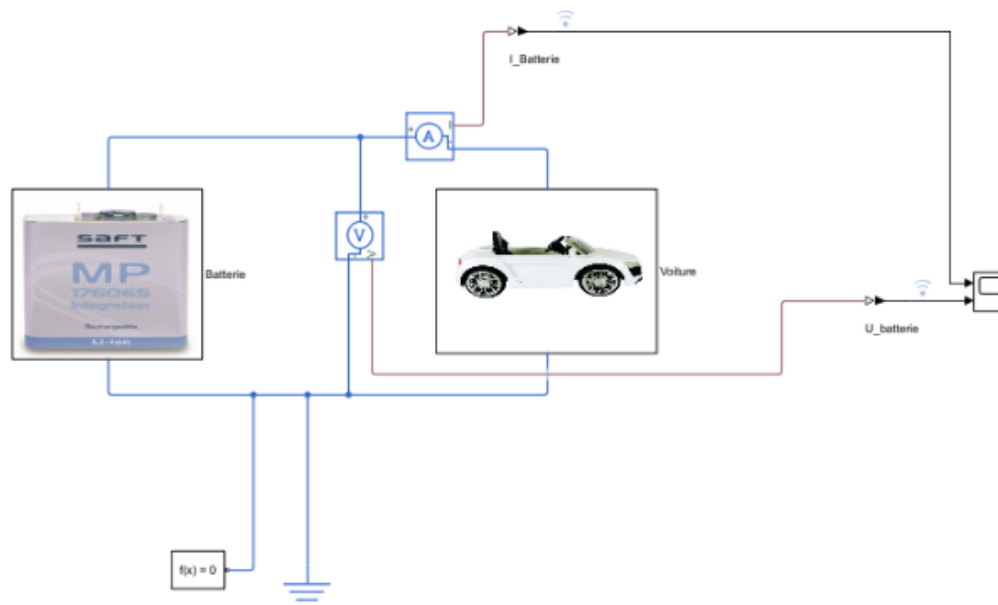 I_Batterie
A
SAFT
MP
176065
Integration
Rechargeable
Li-ion
Batterie
V
Voiture
U_batterie
f(x) = 0